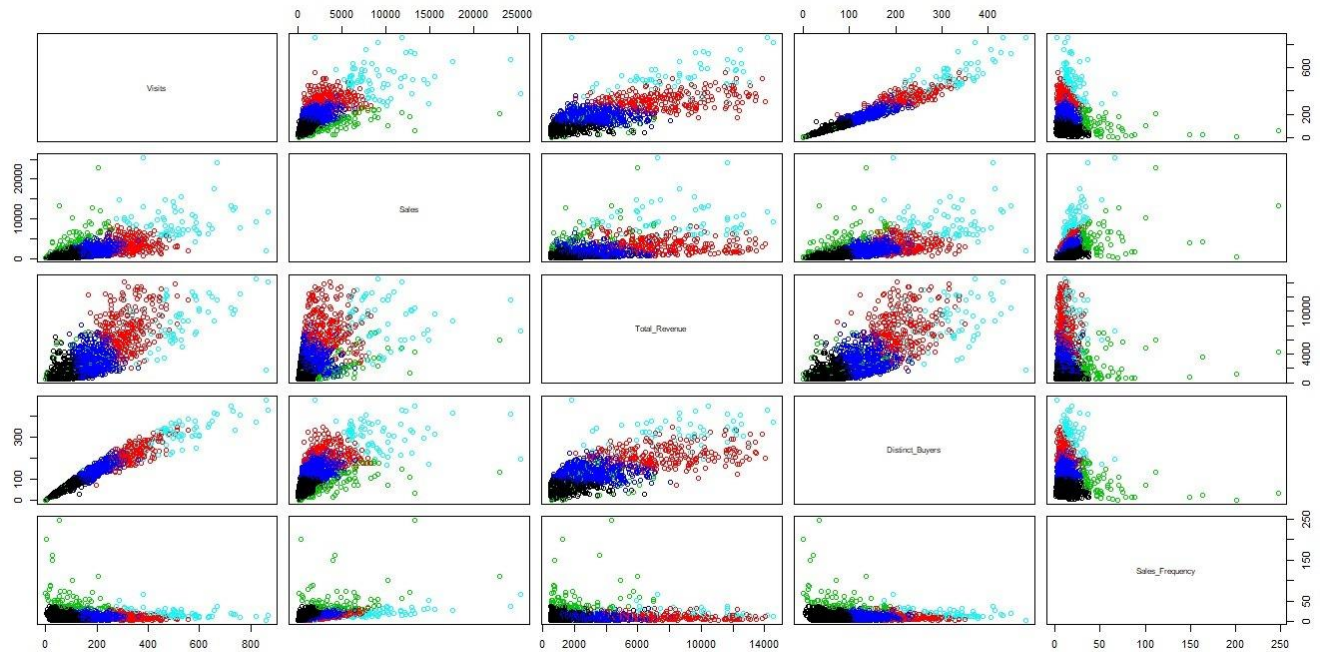 0 5000 10000 15000 20000 25000
0 100 200 300 400
Visits
0 200 600
0 10000 20000
Sales
Total_Revenue
0 4000 10000
100 300
Distinct_Buyers
Sales_Frequency
0 50 150 250
0 200 400 600 800
0 2000 6000 10000 14000
0 50 100 150 200 250